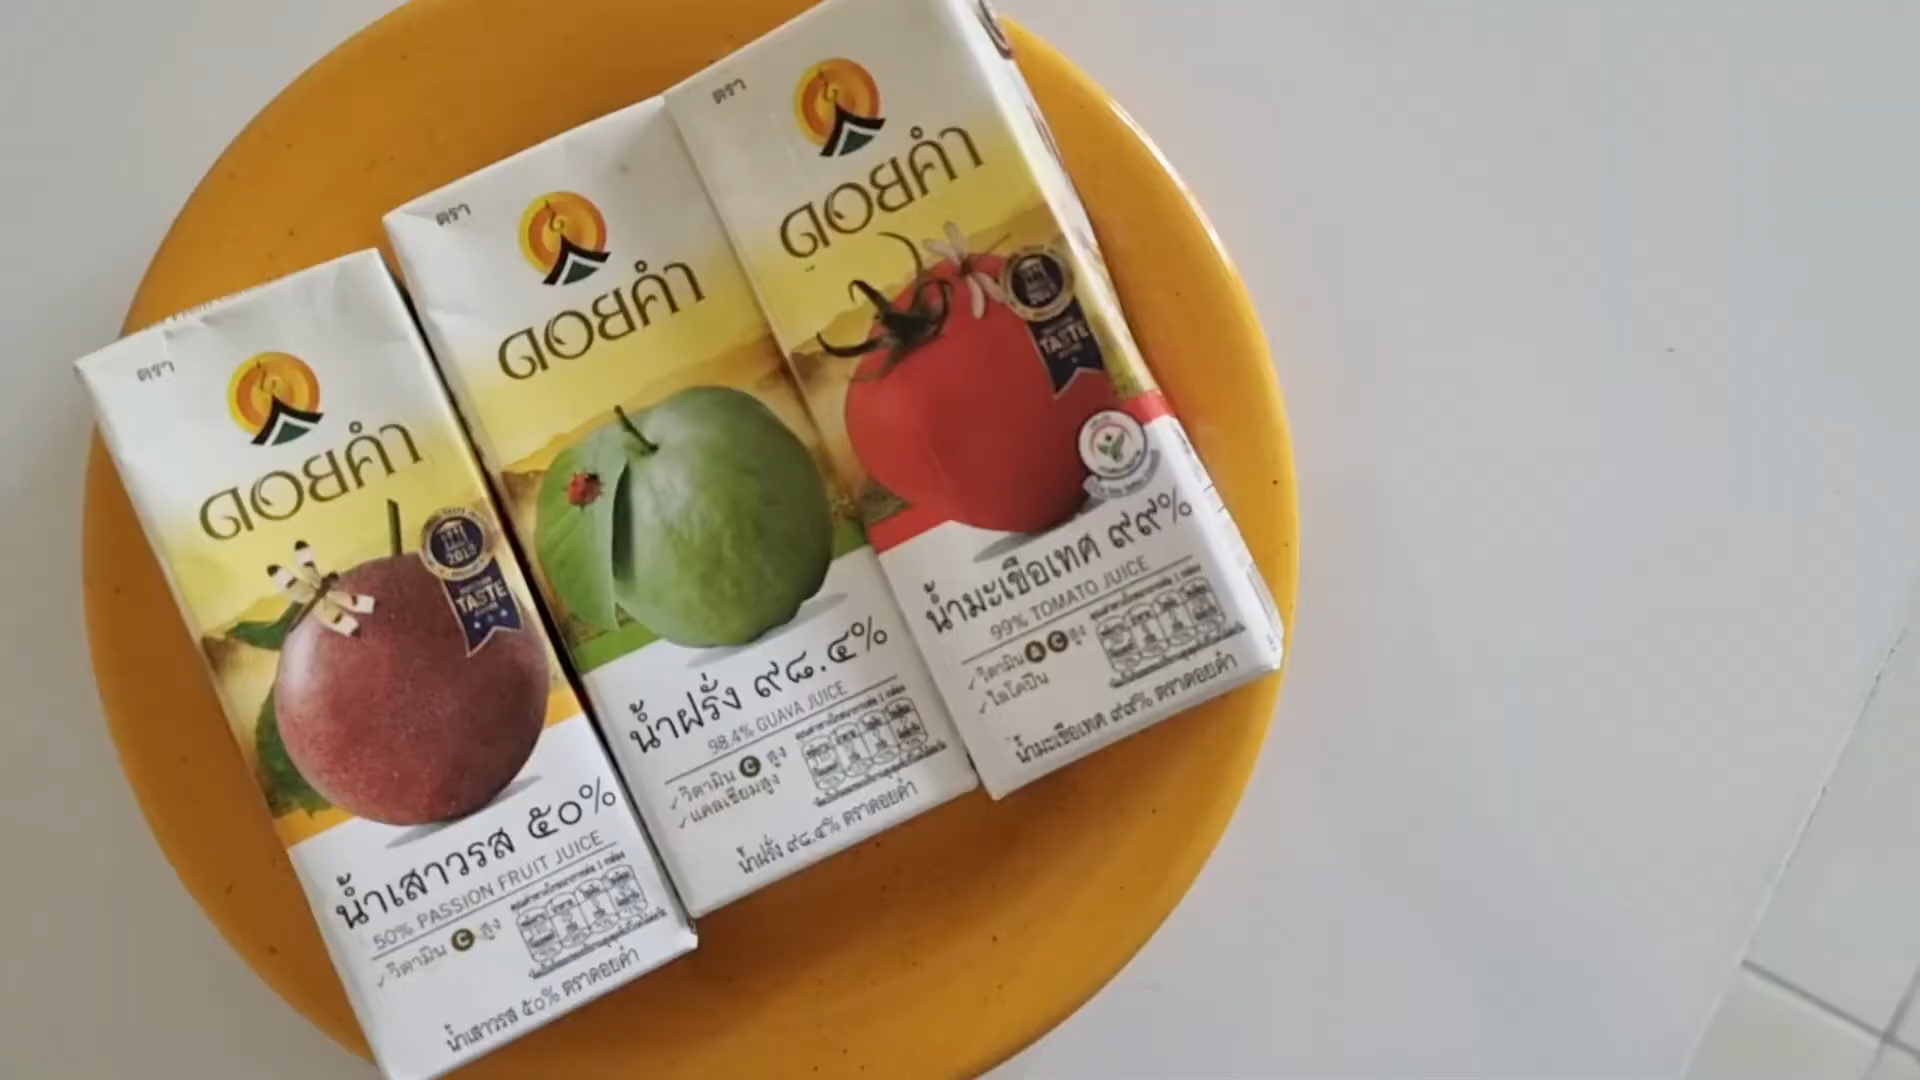 ตรา
ดอยคำ
2019
TASTE
น้ำเสาวรส ๕๐%
50% PASSION FRUIT JUICE
วิตามิน C สูง
น้ำเสาวรส ๕๐% ตราดอยคำ
ตรา
ดอยคำ
น้ำฝรั่ง ๙๘.๔%
98.4% GUAVA JUICE
วิตามิน C สูง
แคลเซียมสูง
น้ำฝรั่ง ๙๘.๔% ตราดอยคำ
ตรา
ดอยคำ
TASTE
น้ำมะเขือเทศ ๙๙%
99% TOMATO JUICE
วิตามิน A C สูง
ไลโคปีน
น้ำมะเขือเทศ ๙๙% ตราดอยคำ